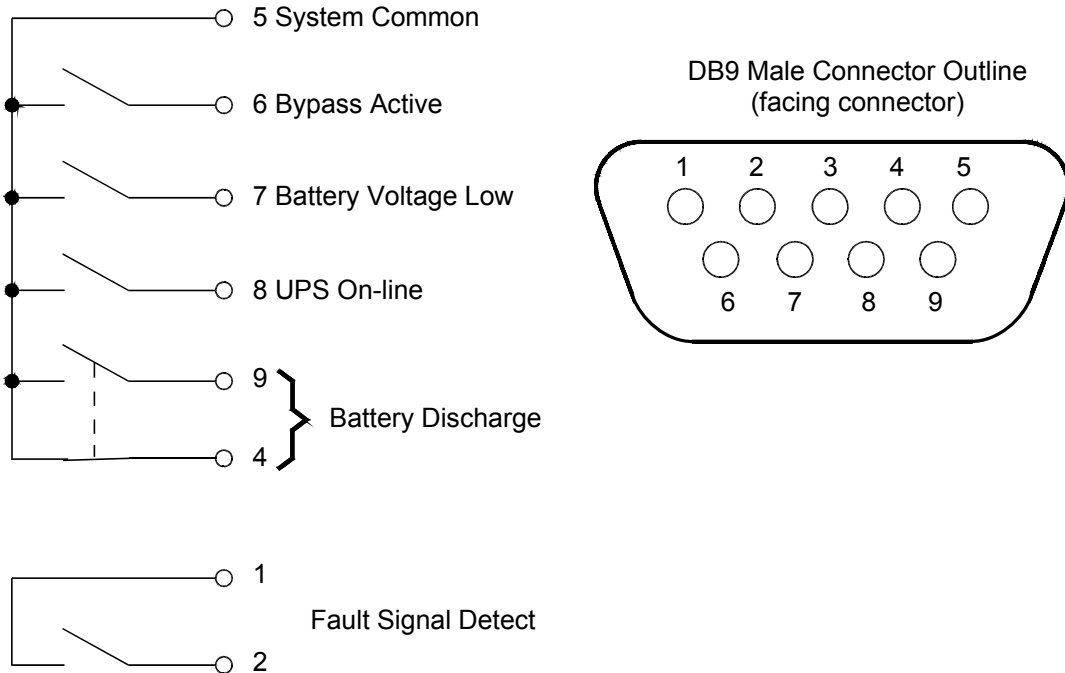 5 System Common
6 Bypass Active
7 Battery Voltage Low
8 UPS On-line
9
Battery Discharge
4
1
Fault Signal Detect
2
DB9 Male Connector Outline
(facing connector)
1 2 3 4 5
6 7 8 9